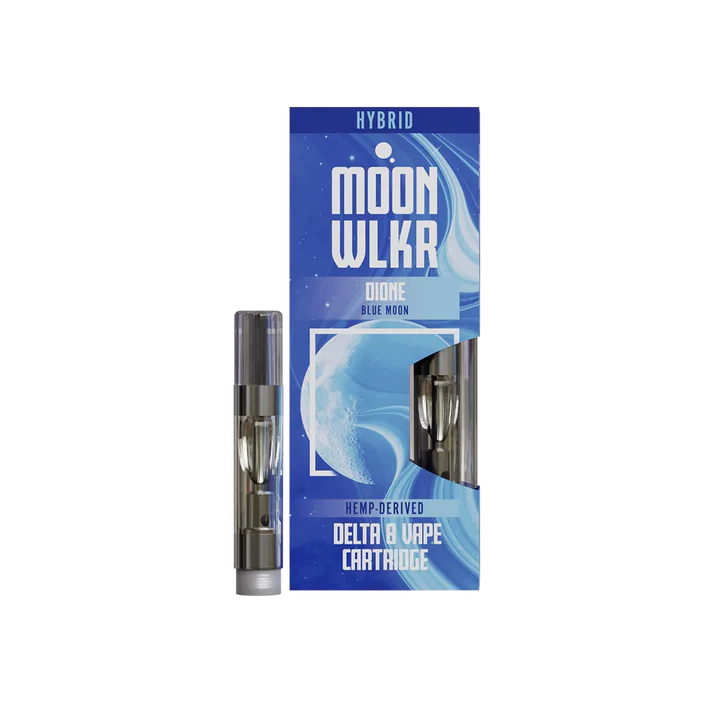 HYBRID
MOON
WLKR
DIONE
BLUE MOON
HEMP-DERIVED
DELTA 8 VAPE
CARTRIDGE